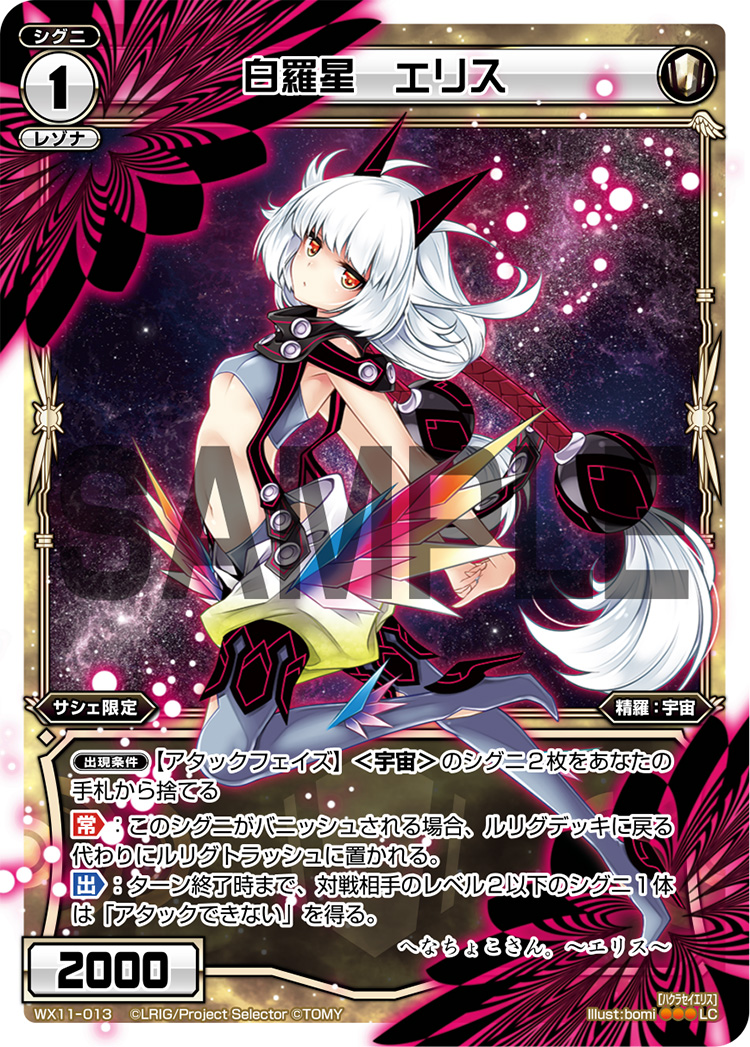 シグニ
1
レゾナ
白羅星 エリス
SAMPLE
サシェ限定
精羅:宇宙
出現条件 【アタックフェイズ】 <宇宙>のシグニ2枚をあなたの
手札から捨てる
常:このシグニがバニッシュされる場合、ルリグデッキに戻る
代わりにルリグトラッシュに置かれる。
出:ターン終了時まで、対戦相手のレベル2以下のシグニ1体
は「アタックできない」を得る。
へなちょこさん。~エリス~
2000
[ハクラセイエリス]
WX11-013 ©LRIG/Project Selector ©TOMY Illust:bomi LC